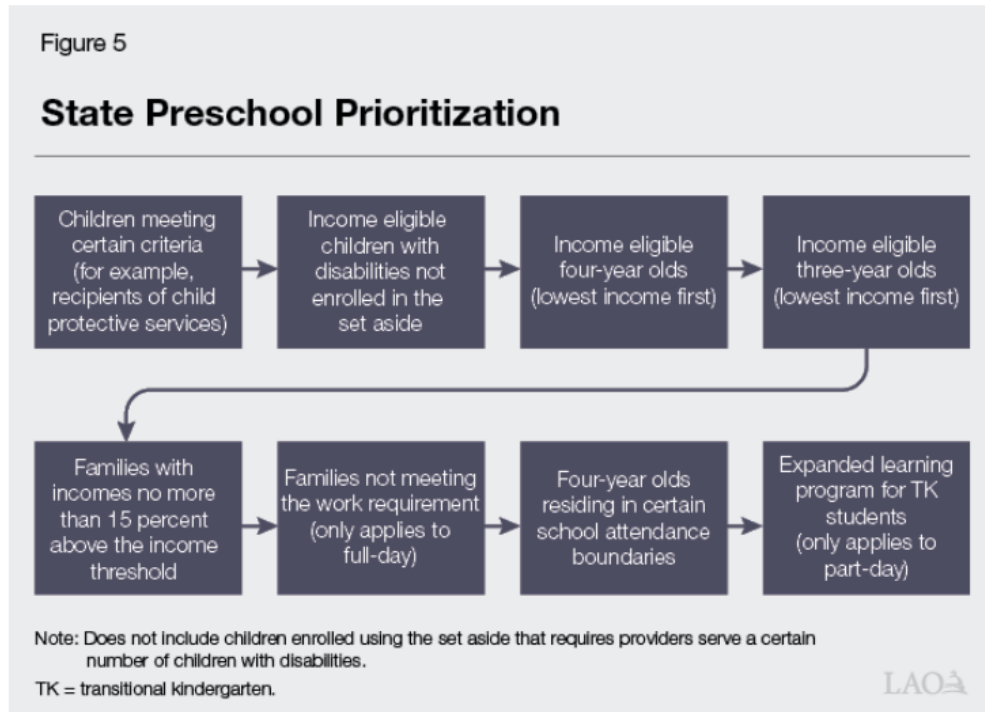 Figure 5
State Preschool Prioritization
Children meeting
certain criteria
(for example,
recipients of child
protective services)
Income eligible
children with
disabilities not
enrolled in the
set aside
Income eligible
four-year olds
(lowest income first)
Income eligible
three-year olds
(lowest income first)
Families with
incomes no more
than 15 percent
above the income
threshold
Families not meeting
the work requirement
(only applies to
full-day)
Four-year olds
residing in certain
school attendance
boundaries
Expanded learning
program for TK
students
(only applies to
part-day)
Note: Does not include children enrolled using the set aside that requires providers serve a certain
number of children with disabilities.
TK = transitional kindergarten.
LAO